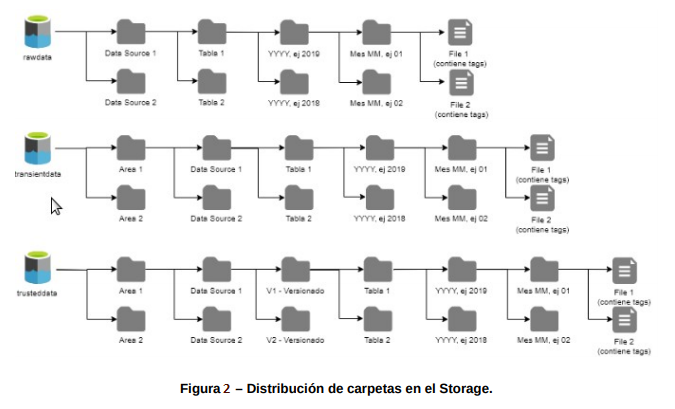 Data Source 1
Tabla 1
YYYY, ej 2019
Mes MM, ej 01
File 1
(contiene tags)
rawdata
Data Source 2
Tabla 2
YYYY, ej 2018
Mes MM, ej 02
File 2
(contiene tags)
Area 1
Data Source 1
Tabla 1
YYYY, ej 2019
Mes MM, ej 01
File 1
(contiene tags)
transientdata
Area 2
Data Source 2
Tabla 2
YYYY, ej 2018
Mes MM, ej 02
File 2
(contiene tags)
Area 1
Data Source 1
V1 - Versionado
Tabla 1
YYYY, ej 2019
Mes MM, ej 01
File 1
(contiene tags)
trusteddata
Area 2
Data Source 2
V2 - Versionado
Tabla 2
YYYY, ej 2018
Mes MM, ej 02
File 2
(contiene tags)
Figura 2 – Distribución de carpetas en el Storage.